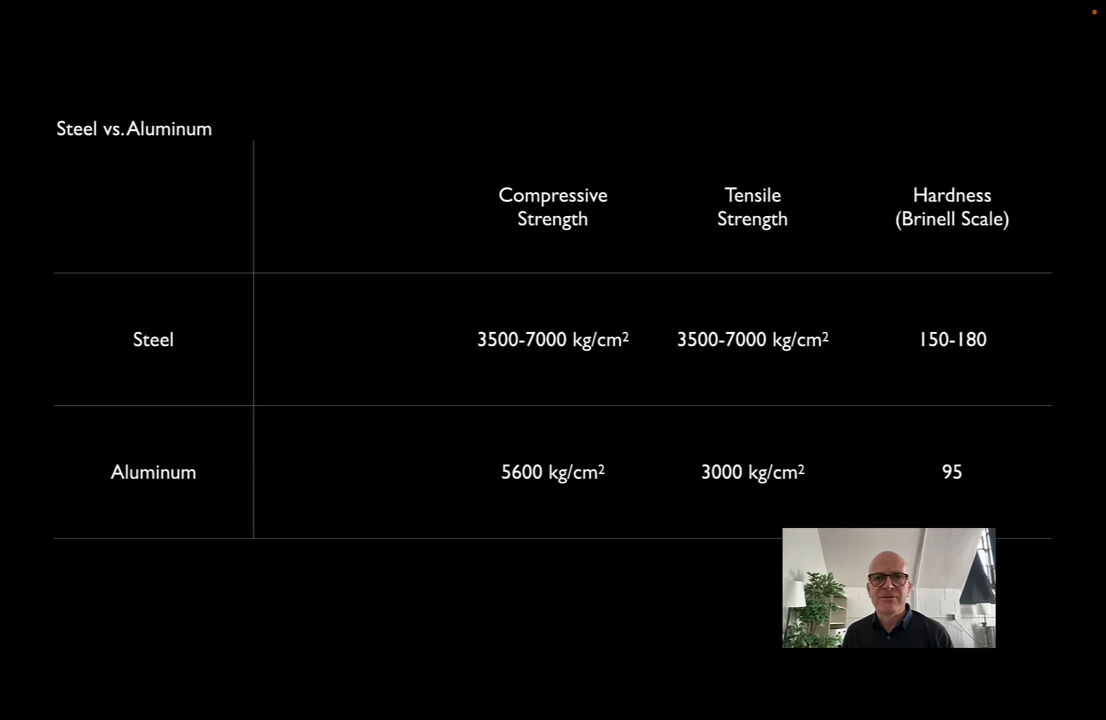 Steel vs. Aluminum
Compressive
Strength
Tensile
Strength
Hardness
(Brinell Scale)
Steel
3500-7000 kg/cm²
3500-7000 kg/cm²
150-180
Aluminum
5600 kg/cm²
3000 kg/cm²
95